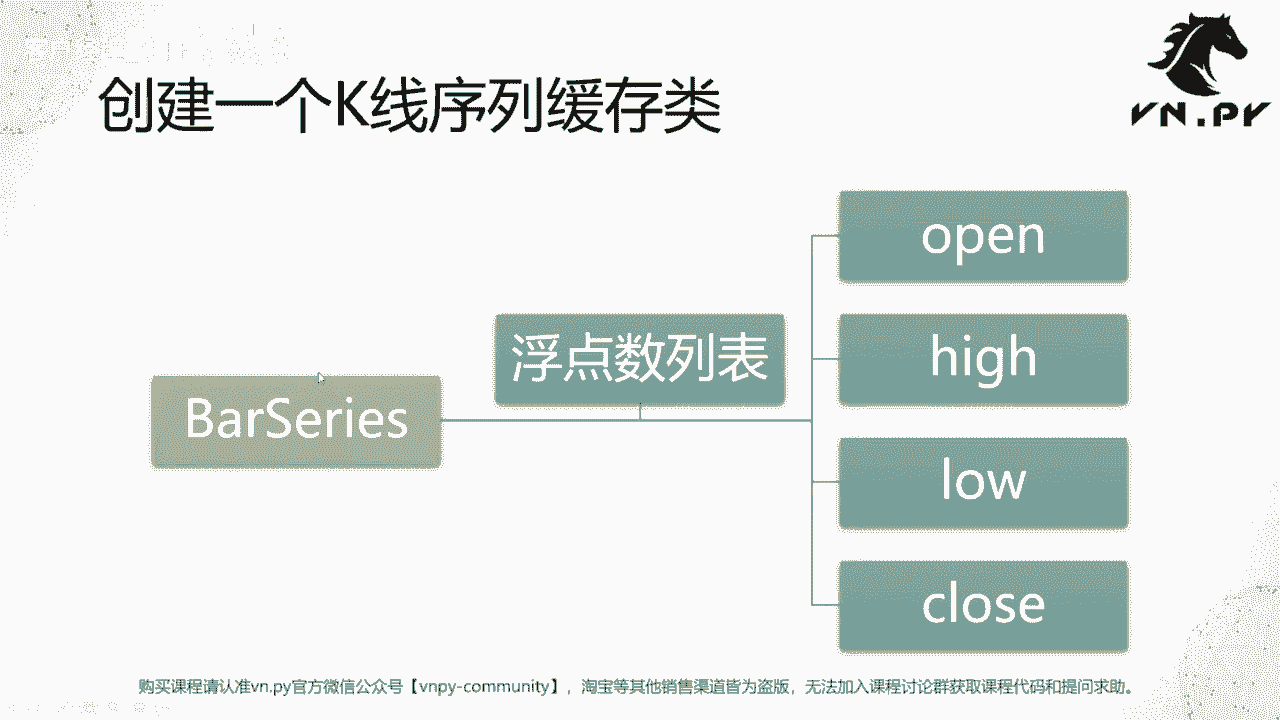 创建一个K线序列缓存类
VN.PY
open
浮点数列表
high
BarSeries
low
close
购买课程请认准vn.py官方微信公众号【vnpy-community】，淘宝等其他销售渠道皆为盗版，无法加入课程讨论群获取课程代码和提问求助。